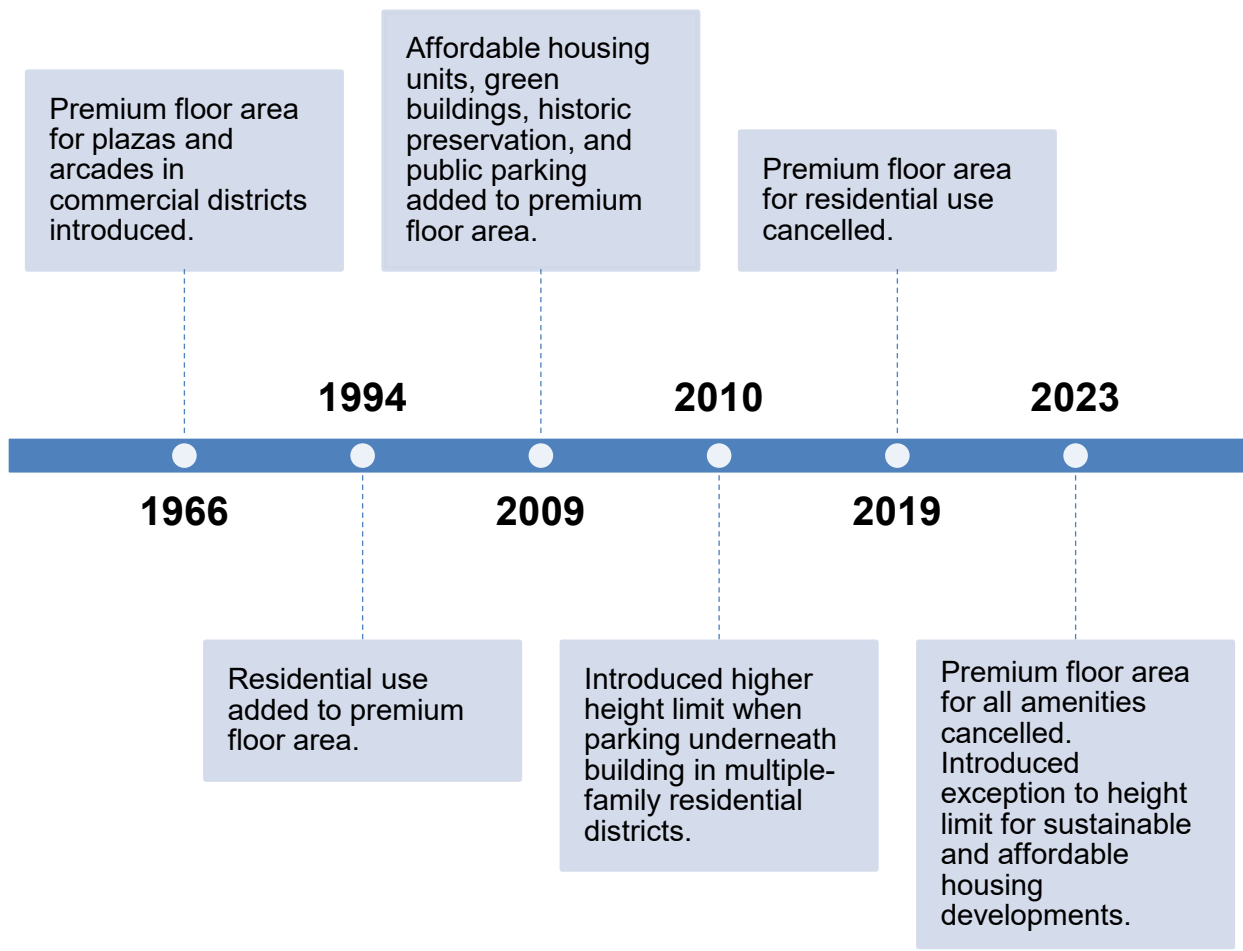 Premium floor area
for plazas and
arcades in
commercial districts
introduced.
Affordable housing
units, green
buildings, historic
preservation, and
public parking
added to premium
floor area.
Premium floor area
for residential use
cancelled.
1994
2010
2023
1966
2009
2019
Residential use
added to premium
floor area.
Introduced higher
height limit when
parking underneath
building in multiple-
family residential
districts.
Premium floor area
for all amenities
cancelled.
Introduced
exception to height
limit for sustainable
and affordable
housing
developments.